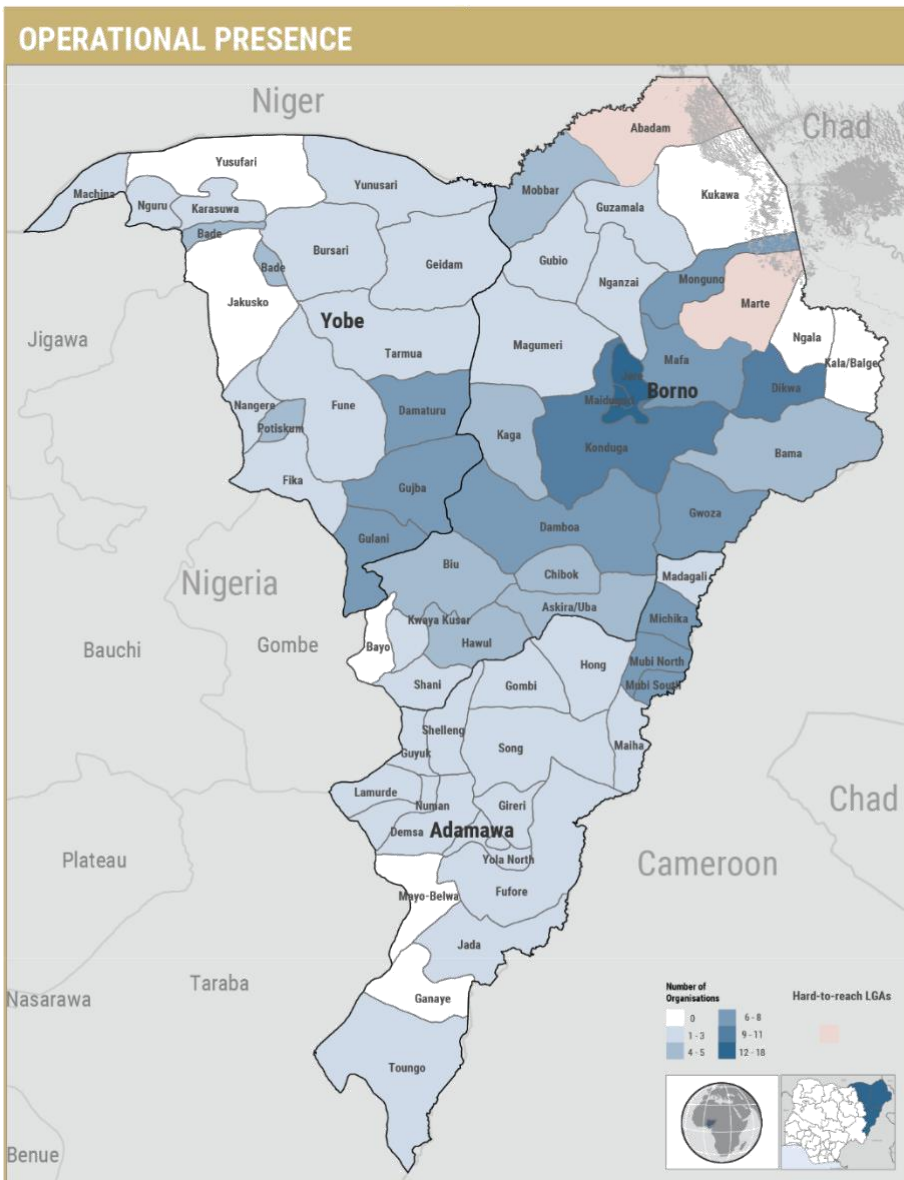 OPERATIONAL PRESENCE
Niger
Chad
Abadam
Yusufari
Yunusari
Machina
Mobbar
Kukawa
Nguru
Karasuwa
Guzamala
Bade
Bursari
Gubio
Bade
Geidam
Nganzai
Monguno
Jakusko
Marte
Yobe
Ngala
Jigawa
Tarmua
Magumeri
Mafa
Kala/Balge
Borno
Dikwa
Nangere
Fune
Damaturu
Potiskum
Kaga
Konduga
Bama
Fika
Gujba
Gwoza
Damboa
Gulani
Biu
Chibok
Madagali
Nigeria
Askira/Uba
Michika
Kwaya Kusar
Bayo
Hawul
Gombe
Bauchi
Mubi North
Hong
Mubi South
Shani
Gombi
Shelleng
Song
Maiha
Guyuk
Lamurde
Chad
Numan
Gireri
Demsa
Adamawa
Plateau
Yola North
Cameroon
Fufore
Mayo-Belwa
Jada
Taraba
Nasarawa
Ganaye
Toungo
Benue
Number of
Organisations
Hard-to-reach LGAs
0
6 - 8
1 - 3
9 - 11
4 - 5
12 - 18